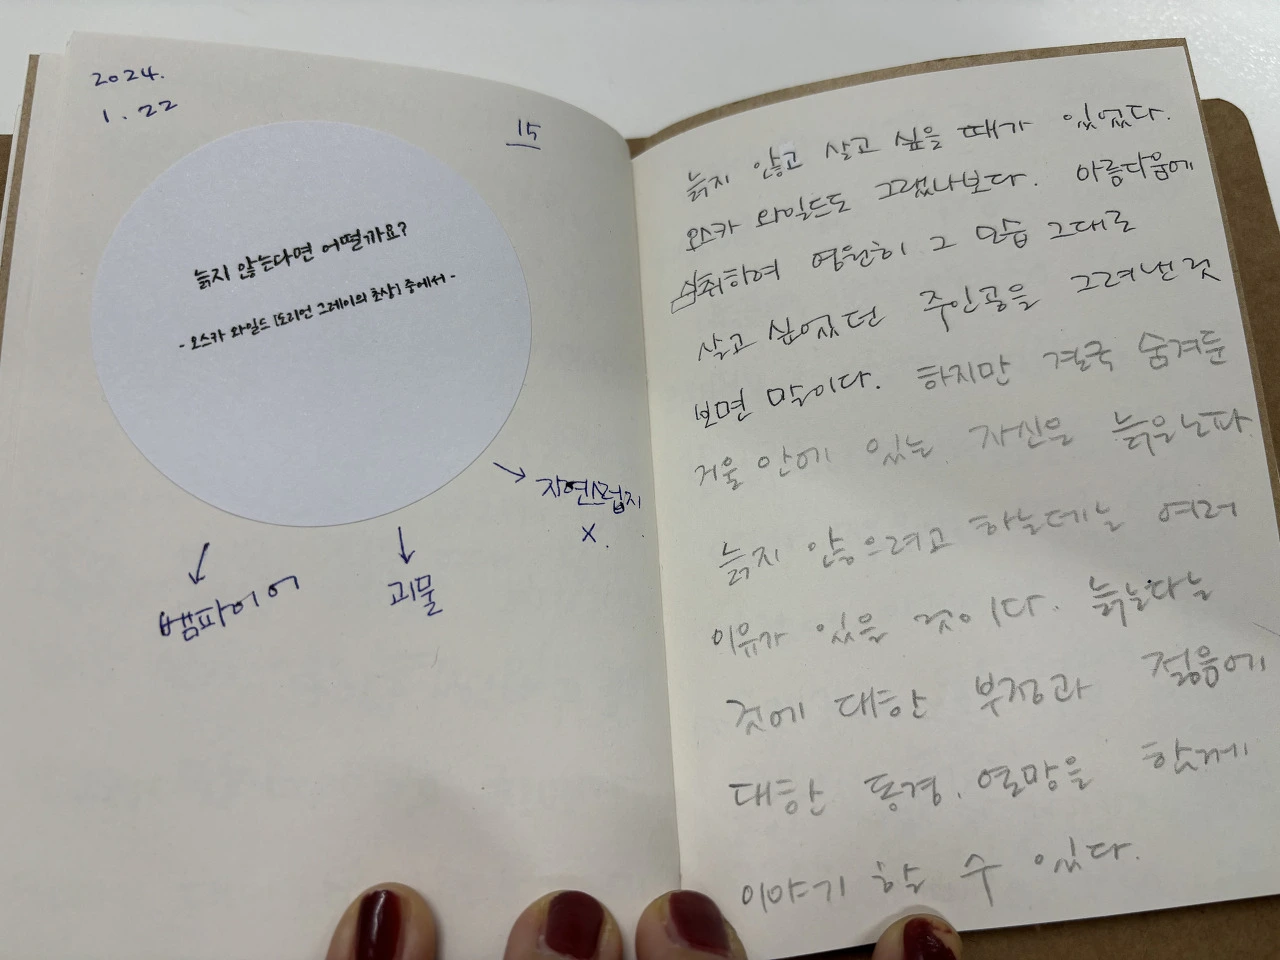 2024.
1. 22
15
늙지 않는다면 어떨까요?
- 오스카 와일드 [도리언 그레이의 초상] 중에서 -
→ 자연스럽지
X.
↓ 괴물
↙ 뱀파이어
늙지 않고 살고 싶을 때가 있었다.
오스카 와일드도 그랬나보다. 아름다움에
심취하여 영원히 그 모습 그대로
살고 싶었던 주인공을 그려낸 것
보면 말이다. 하지만 결국 숨겨둔
거울 안에 있는 자신은 늙은 노파.
늙지 않으려고 하는데는 여러
이유가 있을 것이다. 늙는다는
것에 대한 부정과 젊음에
대한 동경, 열망을 함께
이야기 할 수 있다.